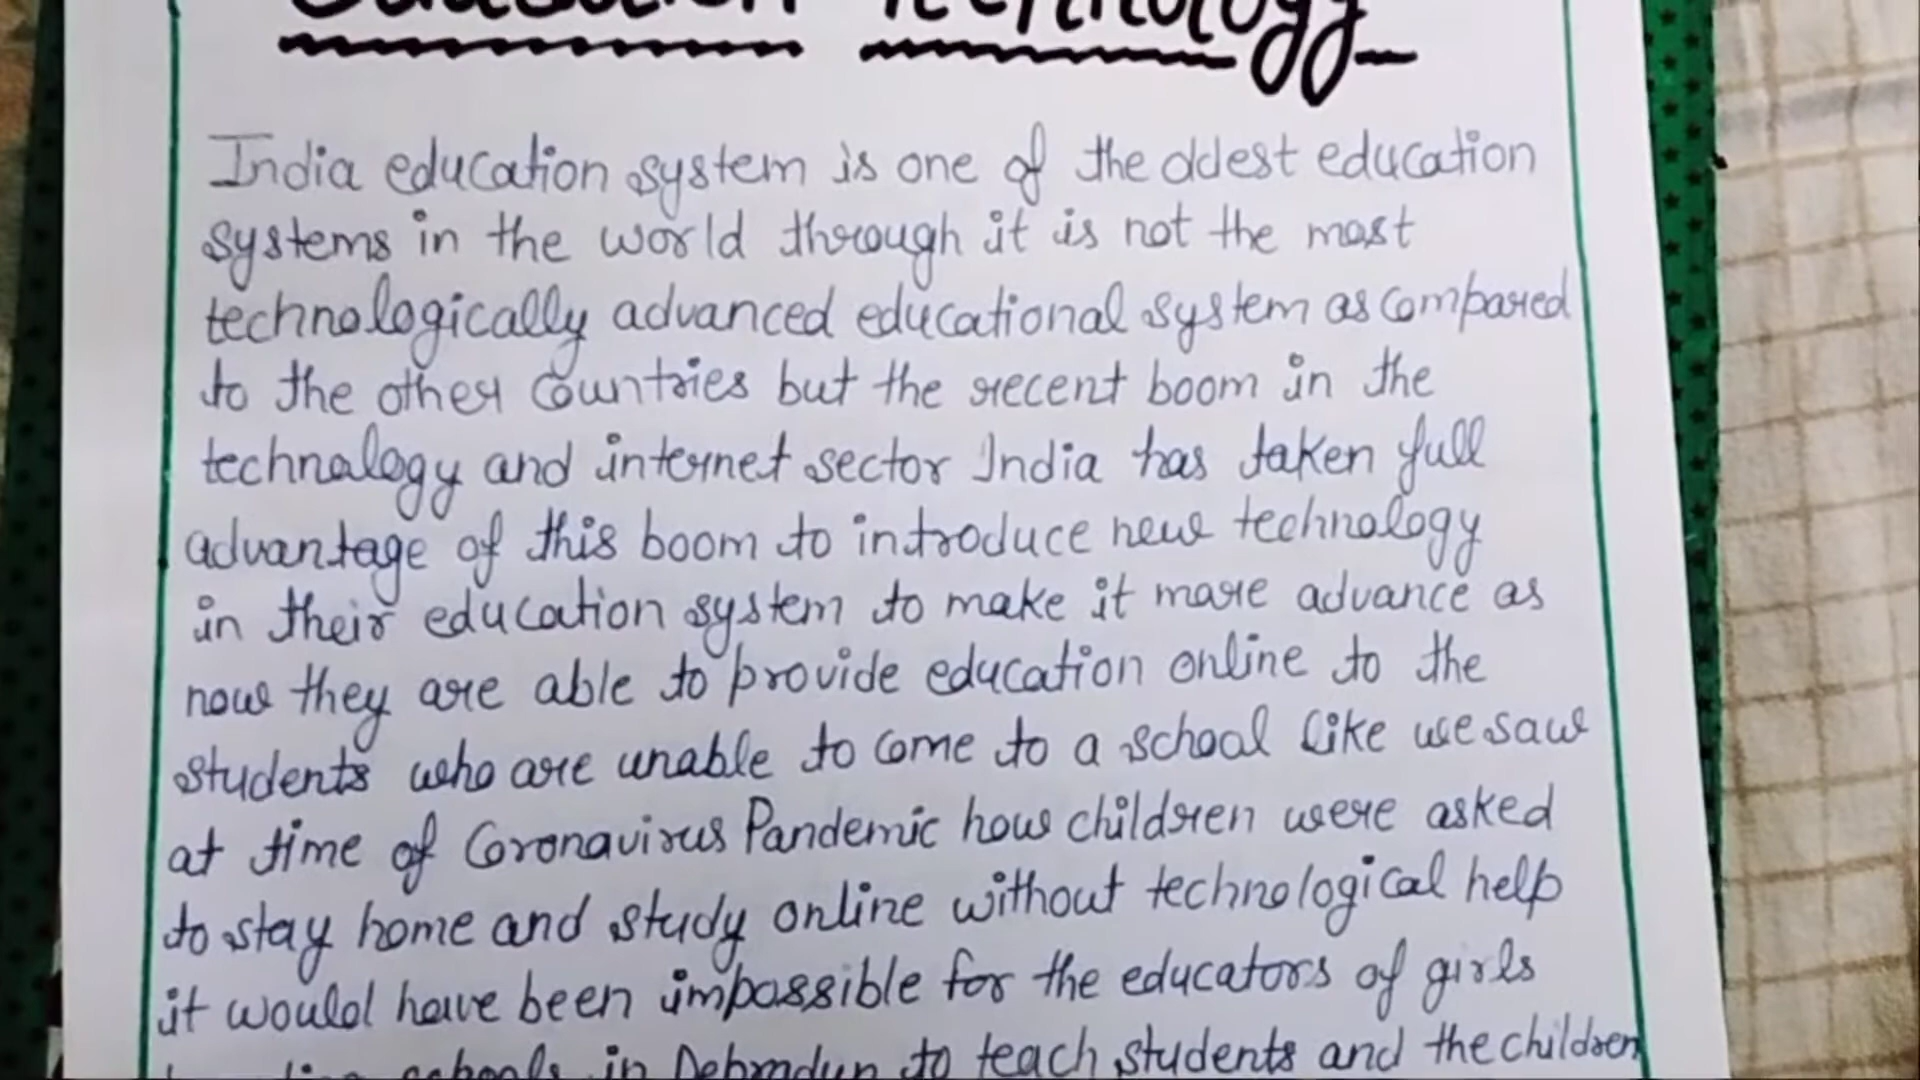 Education Technology
India education system is one of the oldest education
systems in the world through it is not the most
technologically advanced educational system as compared
to the other countries but the recent boom in the
technology and internet sector India has taken full
advantage of this boom to introduce new technology
in their education system to make it more advance as
now they are able to provide education online to the
students who are unable to come to a school like we saw
at time of Coronavirus Pandemic how children were asked
to stay home and study online without technological help
it would have been impossible for the educators of girls
schools in Dehradun to teach students and the children